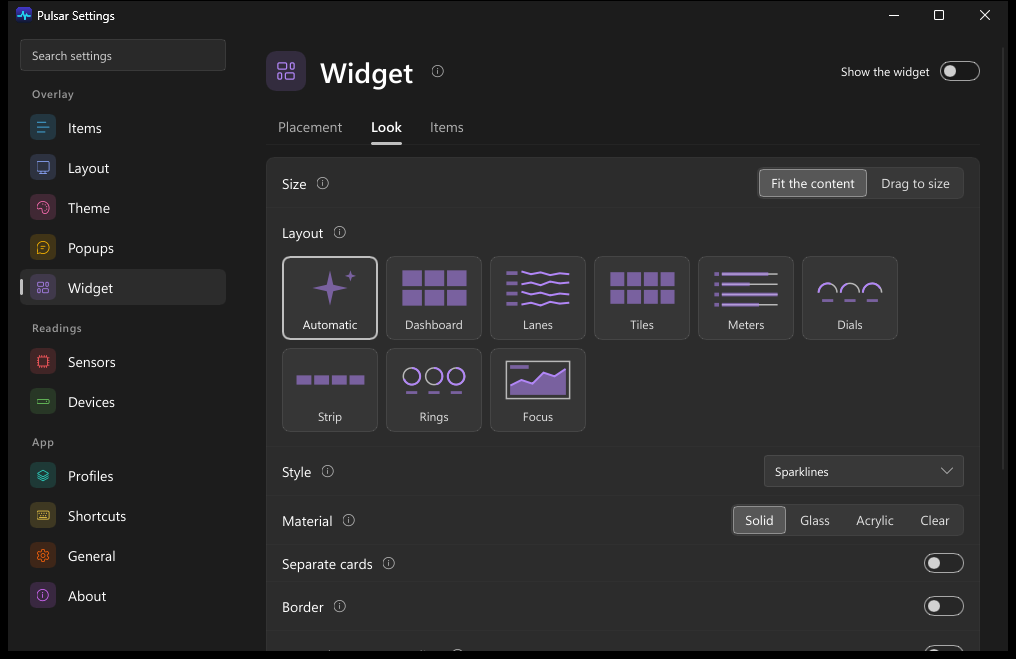 Pulsar Settings
Search settings
Overlay
Items
Layout
Theme
Popups
Widget
Readings
Sensors
Devices
App
Profiles
Shortcuts
General
About
Widget
Show the widget
Placement Look Items
Size
Fit the content Drag to size
Layout
Automatic Dashboard Lanes Tiles Meters Dials
Strip Rings Focus
Style
Sparklines
Material
Solid Glass Acrylic Clear
Separate cards
Border